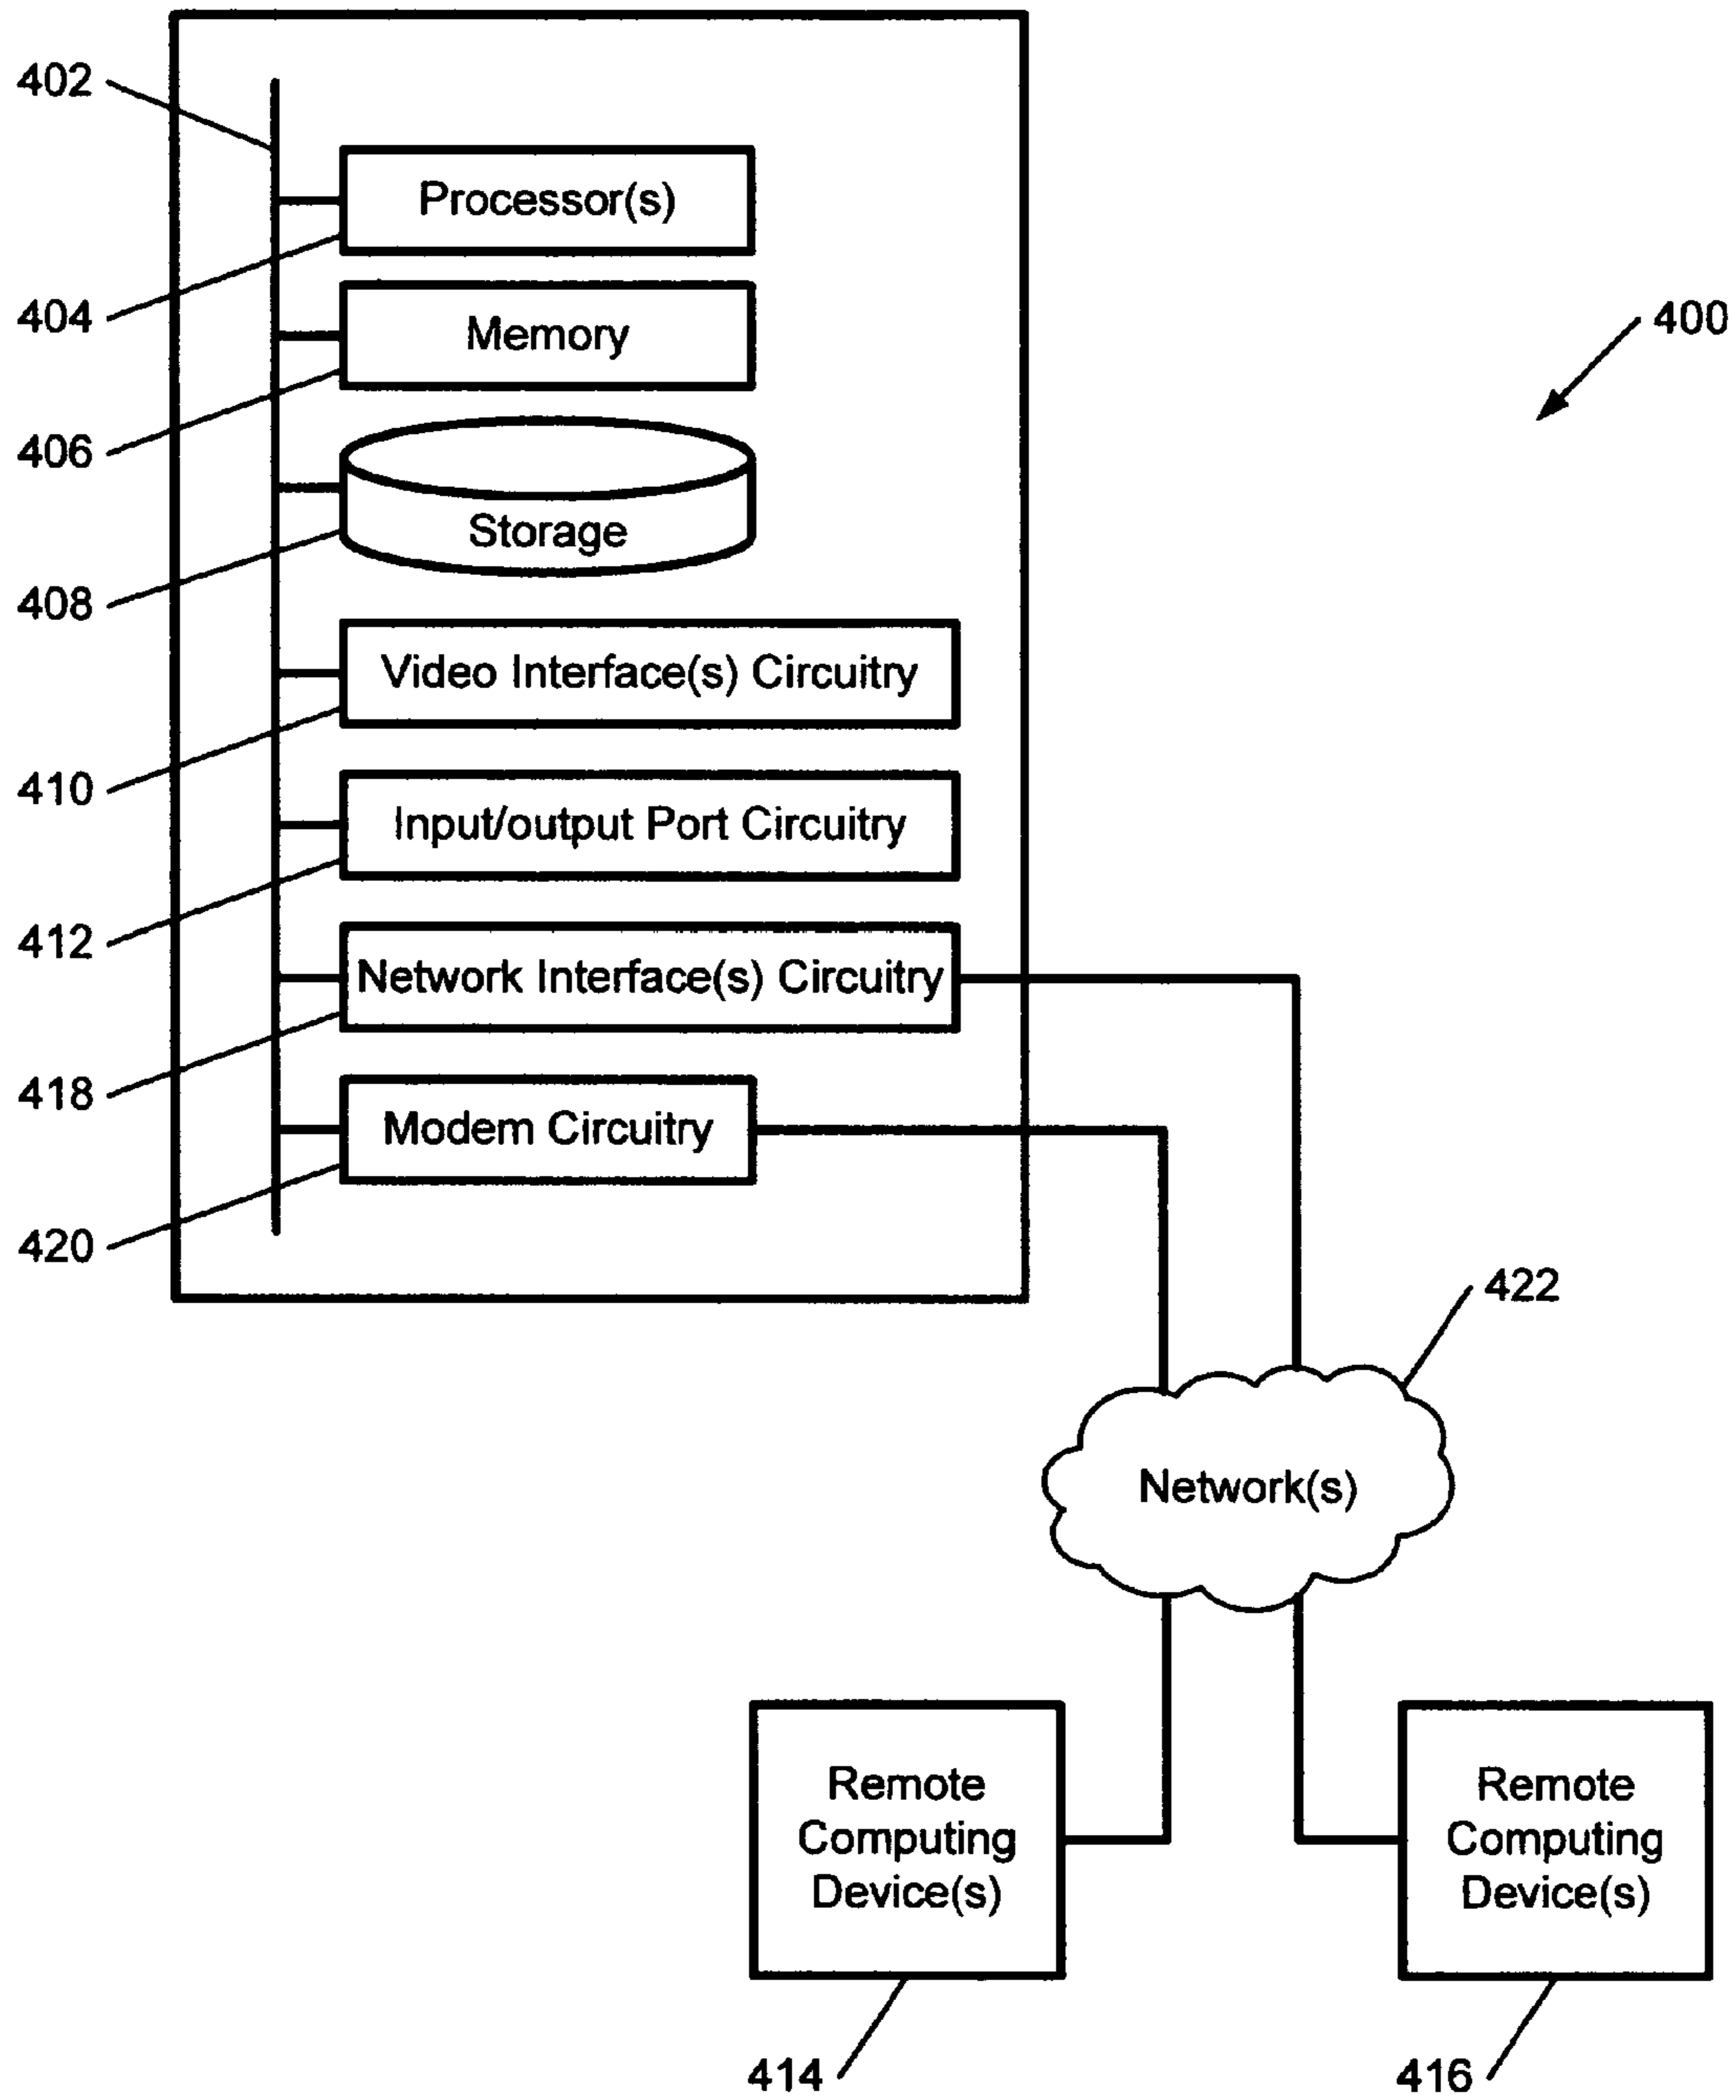 402
Processor(s)
404
400
Memory
406
Storage
408
Video Interface(s) Circuitry
410
Input/output Port Circuitry
412
Network Interface(s) Circuitry
418
Modem Circuitry
420
422
Network(s)
Remote
Computing
Device(s)
Remote
Computing
Device(s)
414
416